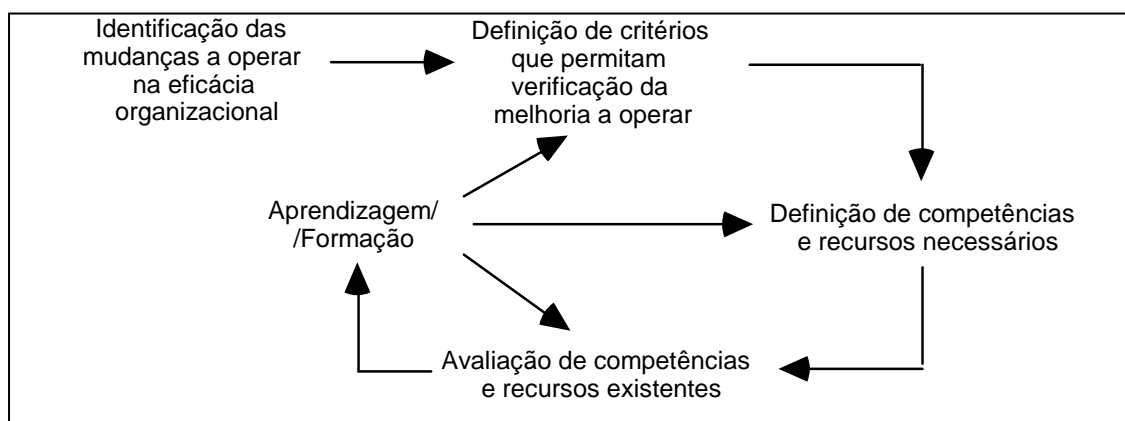 Identificação das
mudanças a operar
na eficácia
organizacional
Definição de critérios
que permitam
verificação da
melhoria a operar
Aprendizagem/
/Formação
Definição de competências
e recursos necessários
Avaliação de competências
e recursos existentes